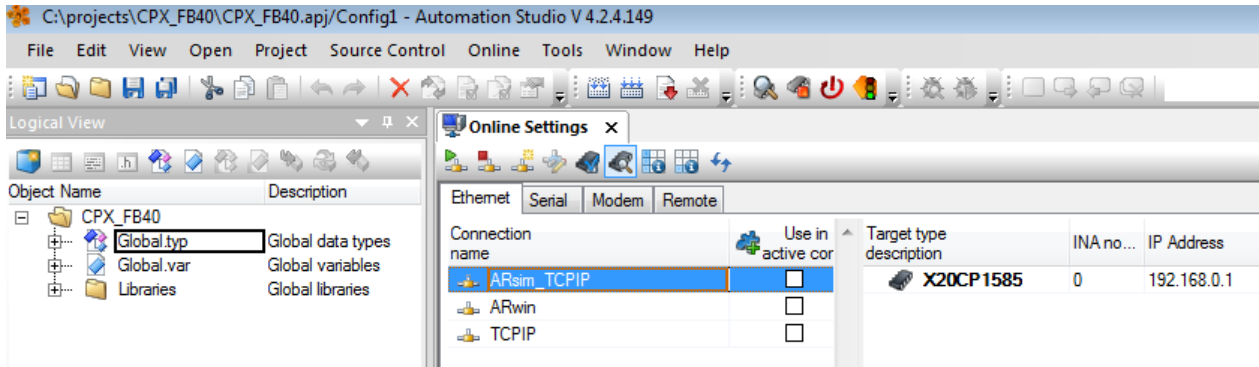 C:\projects\CPX_FB40\CPX_FB40.apj/Config1 - Automation Studio V 4.2.4.149
File Edit View Open Project Source Control Online Tools Window Help
Logical View
Online Settings
Object Name Description
CPX_FB40
Global.typ Global data types
Global.var Global variables
Libraries Global libraries
Ethernet Serial Modem Remote
Connection name Use in active cor
ARsim_TCPIP
ARwin
TCPIP
Target type description INA no... IP Address
X20CP1585 0 192.168.0.1